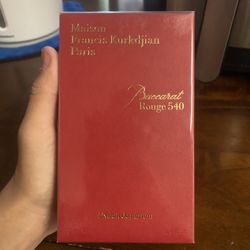 Maison
Francis Kurkdjian
Paris
Baccarat
Rouge 540